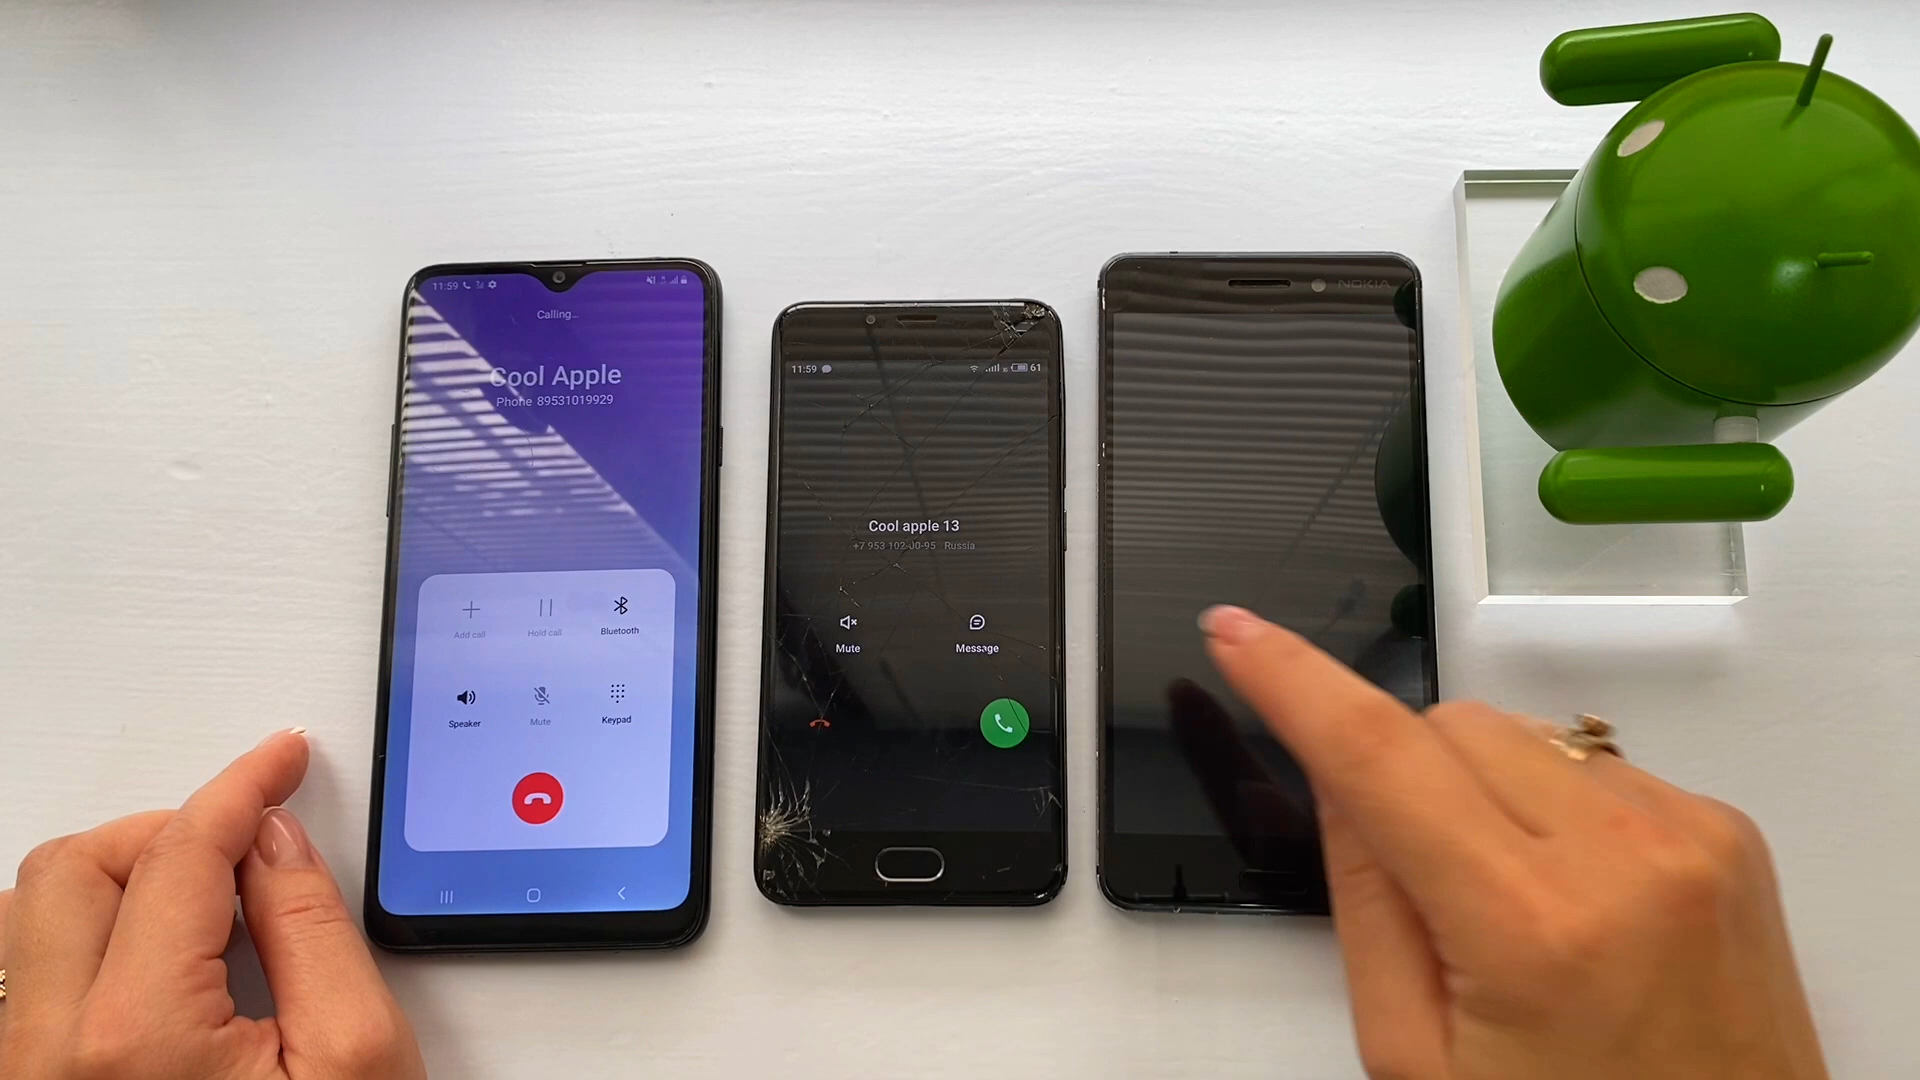 11:59
Calling...
Cool Apple
Phone 89531019929
Add call
Hold call
Bluetooth
Speaker
Mute
Keypad
11:59
61
Cool apple 13
+7 953 102-00-95 Russia
Mute
Message
NOKIA